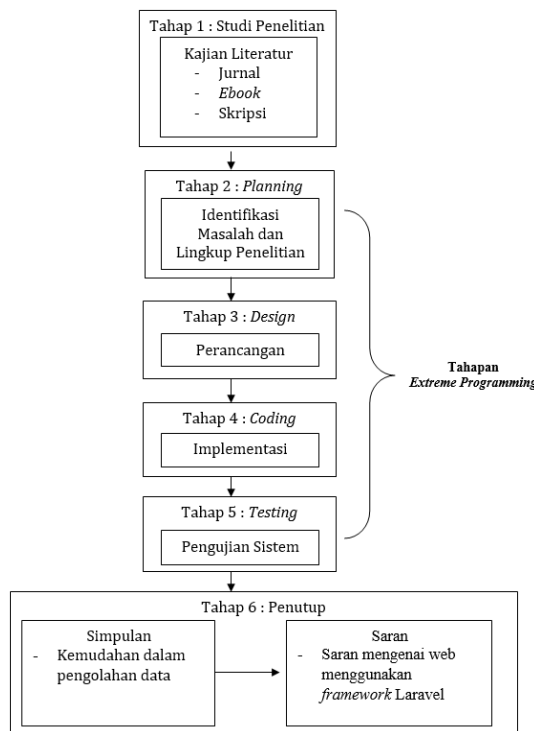 Tahap 1 : Studi Penelitian
Kajian Literatur
- Jurnal
- Ebook
- Skripsi
Tahap 2 : Planning
Identifikasi
Masalah dan
Lingkup Penelitian
Tahap 3 : Design
Perancangan
Tahap 4 : Coding
Implementasi
Tahap 5 : Testing
Pengujian Sistem
Tahapan
Extreme Programming
Tahap 6 : Penutup
Simpulan
- Kemudahan dalam
pengolahan data
Saran
- Saran mengenai web
menggunakan
framework Laravel